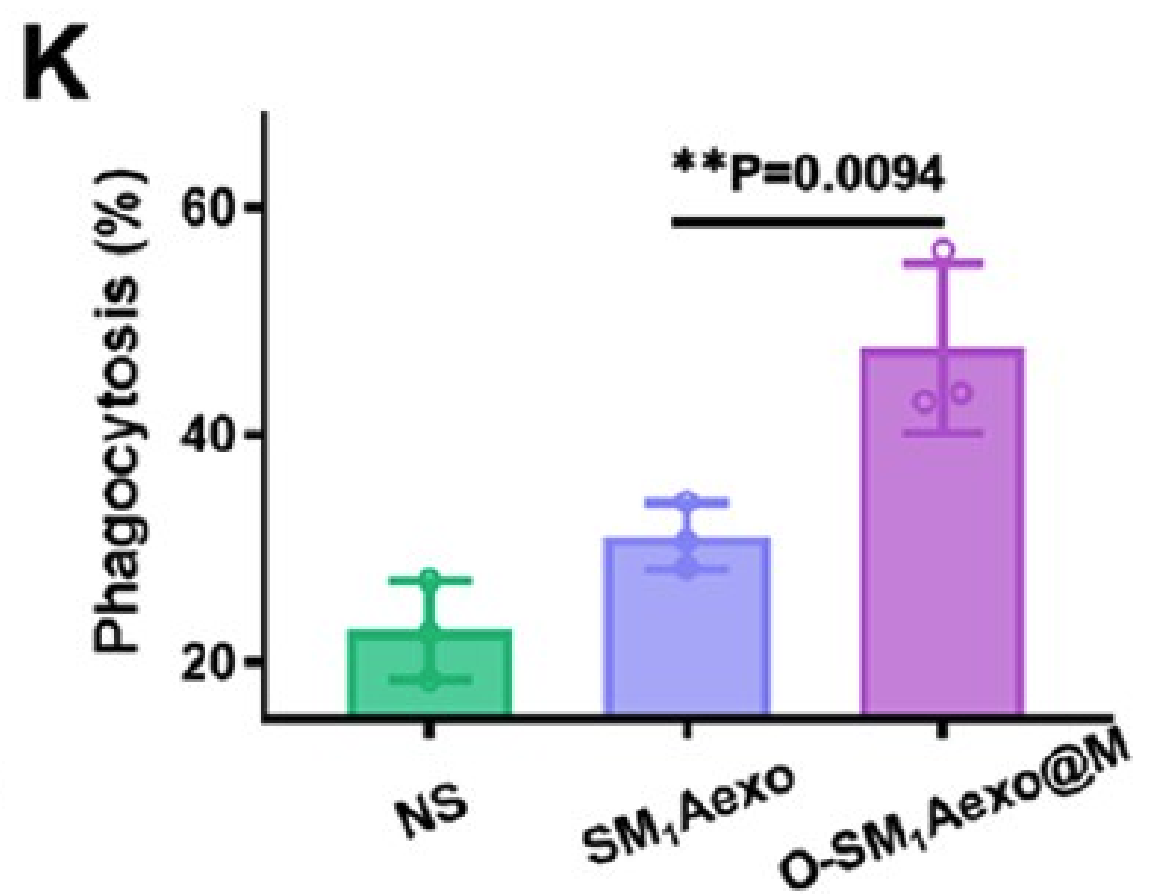 K
**P=0.0094
Phagocytosis (%)
60
40
20
NS
SM₁Aexo
O-SM₁Aexo@M